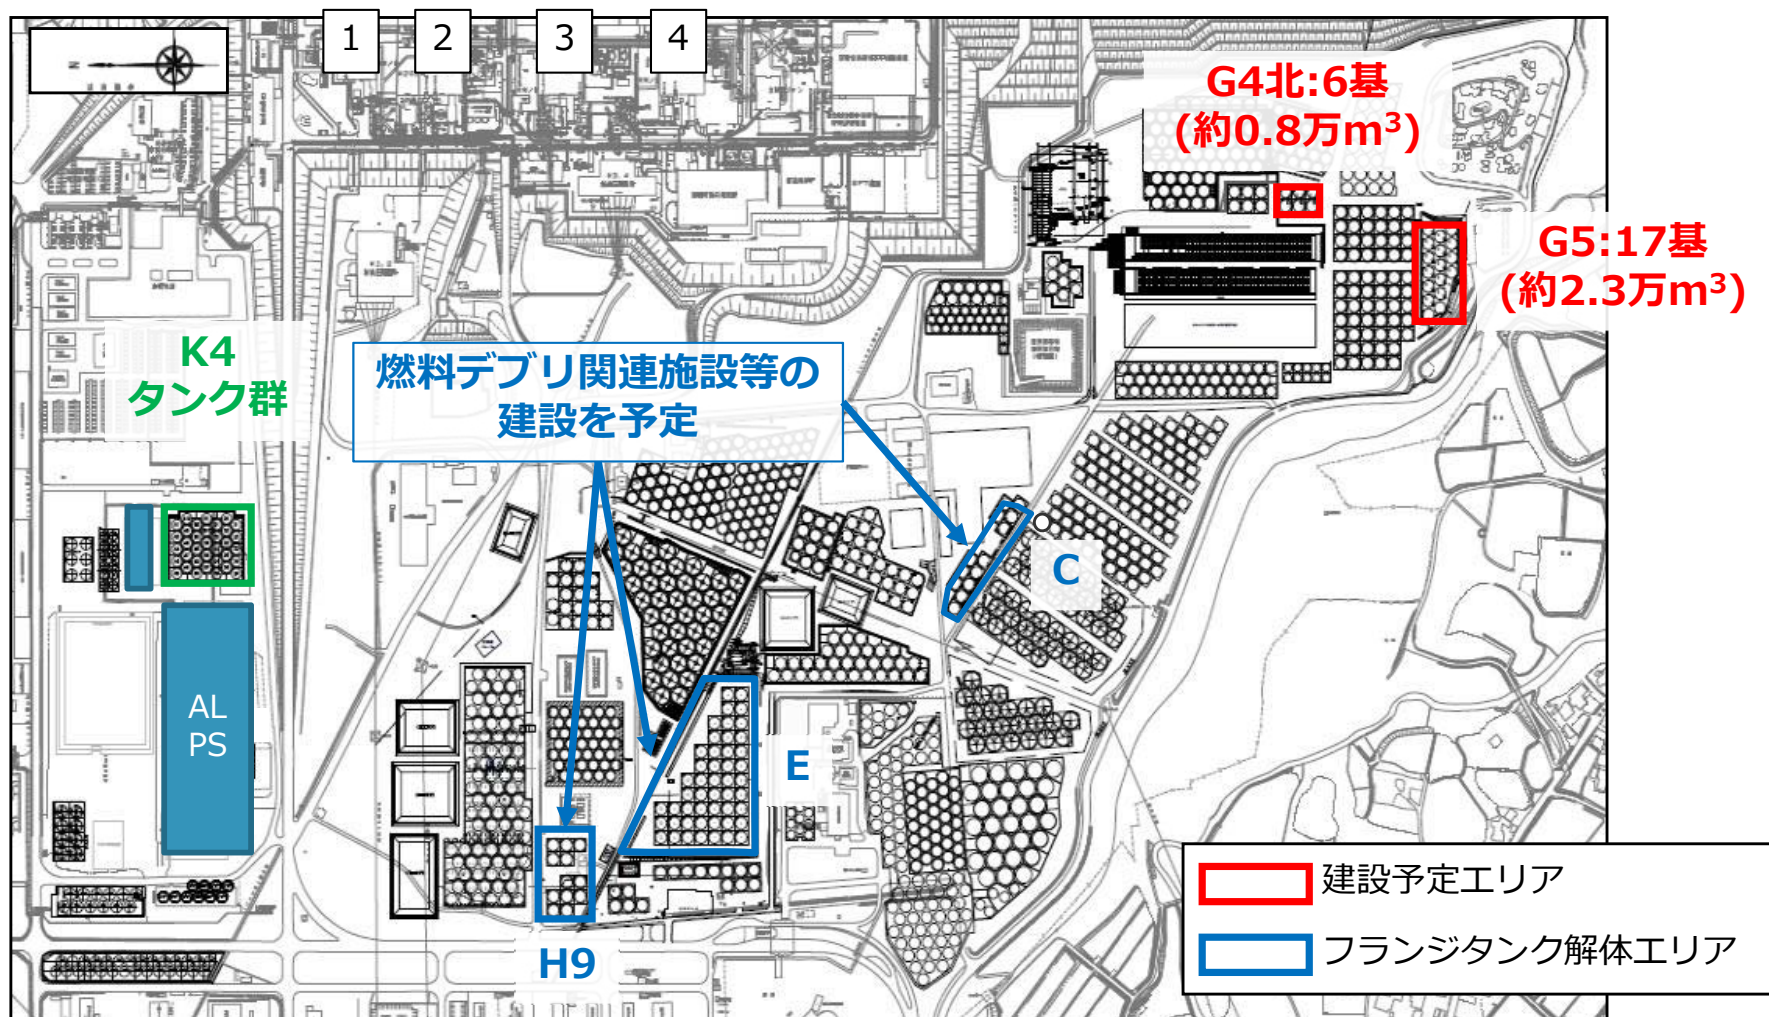 1
2
3
4
N
G4北:6基
(約0.8万m³)
G5:17基
(約2.3万m³)
K4
タンク群
燃料デブリ関連施設等の
建設を予定
C
AL
PS
E
H9
建設予定エリア
フランジタンク解体エリア